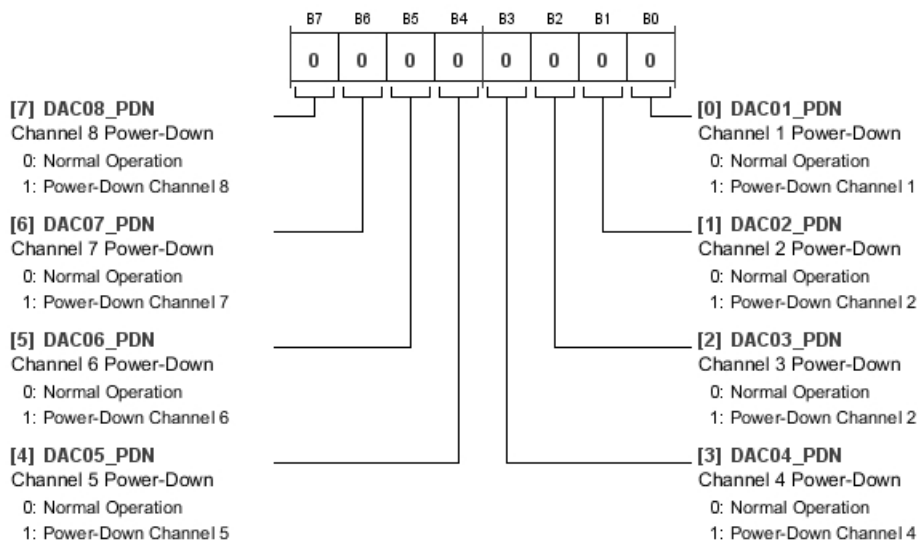 B7 B6 B5 B4 B3 B2 B1 B0
0 0 0 0 0 0 0 0
[7] DAC08_PDN
Channel 8 Power-Down
0: Normal Operation
1: Power-Down Channel 8
[6] DAC07_PDN
Channel 7 Power-Down
0: Normal Operation
1: Power-Down Channel 7
[5] DAC06_PDN
Channel 6 Power-Down
0: Normal Operation
1: Power-Down Channel 6
[4] DAC05_PDN
Channel 5 Power-Down
0: Normal Operation
1: Power-Down Channel 5
[0] DAC01_PDN
Channel 1 Power-Down
0: Normal Operation
1: Power-Down Channel 1
[1] DAC02_PDN
Channel 2 Power-Down
0: Normal Operation
1: Power-Down Channel 2
[2] DAC03_PDN
Channel 3 Power-Down
0: Normal Operation
1: Power-Down Channel 2
[3] DAC04_PDN
Channel 4 Power-Down
0: Normal Operation
1: Power-Down Channel 4